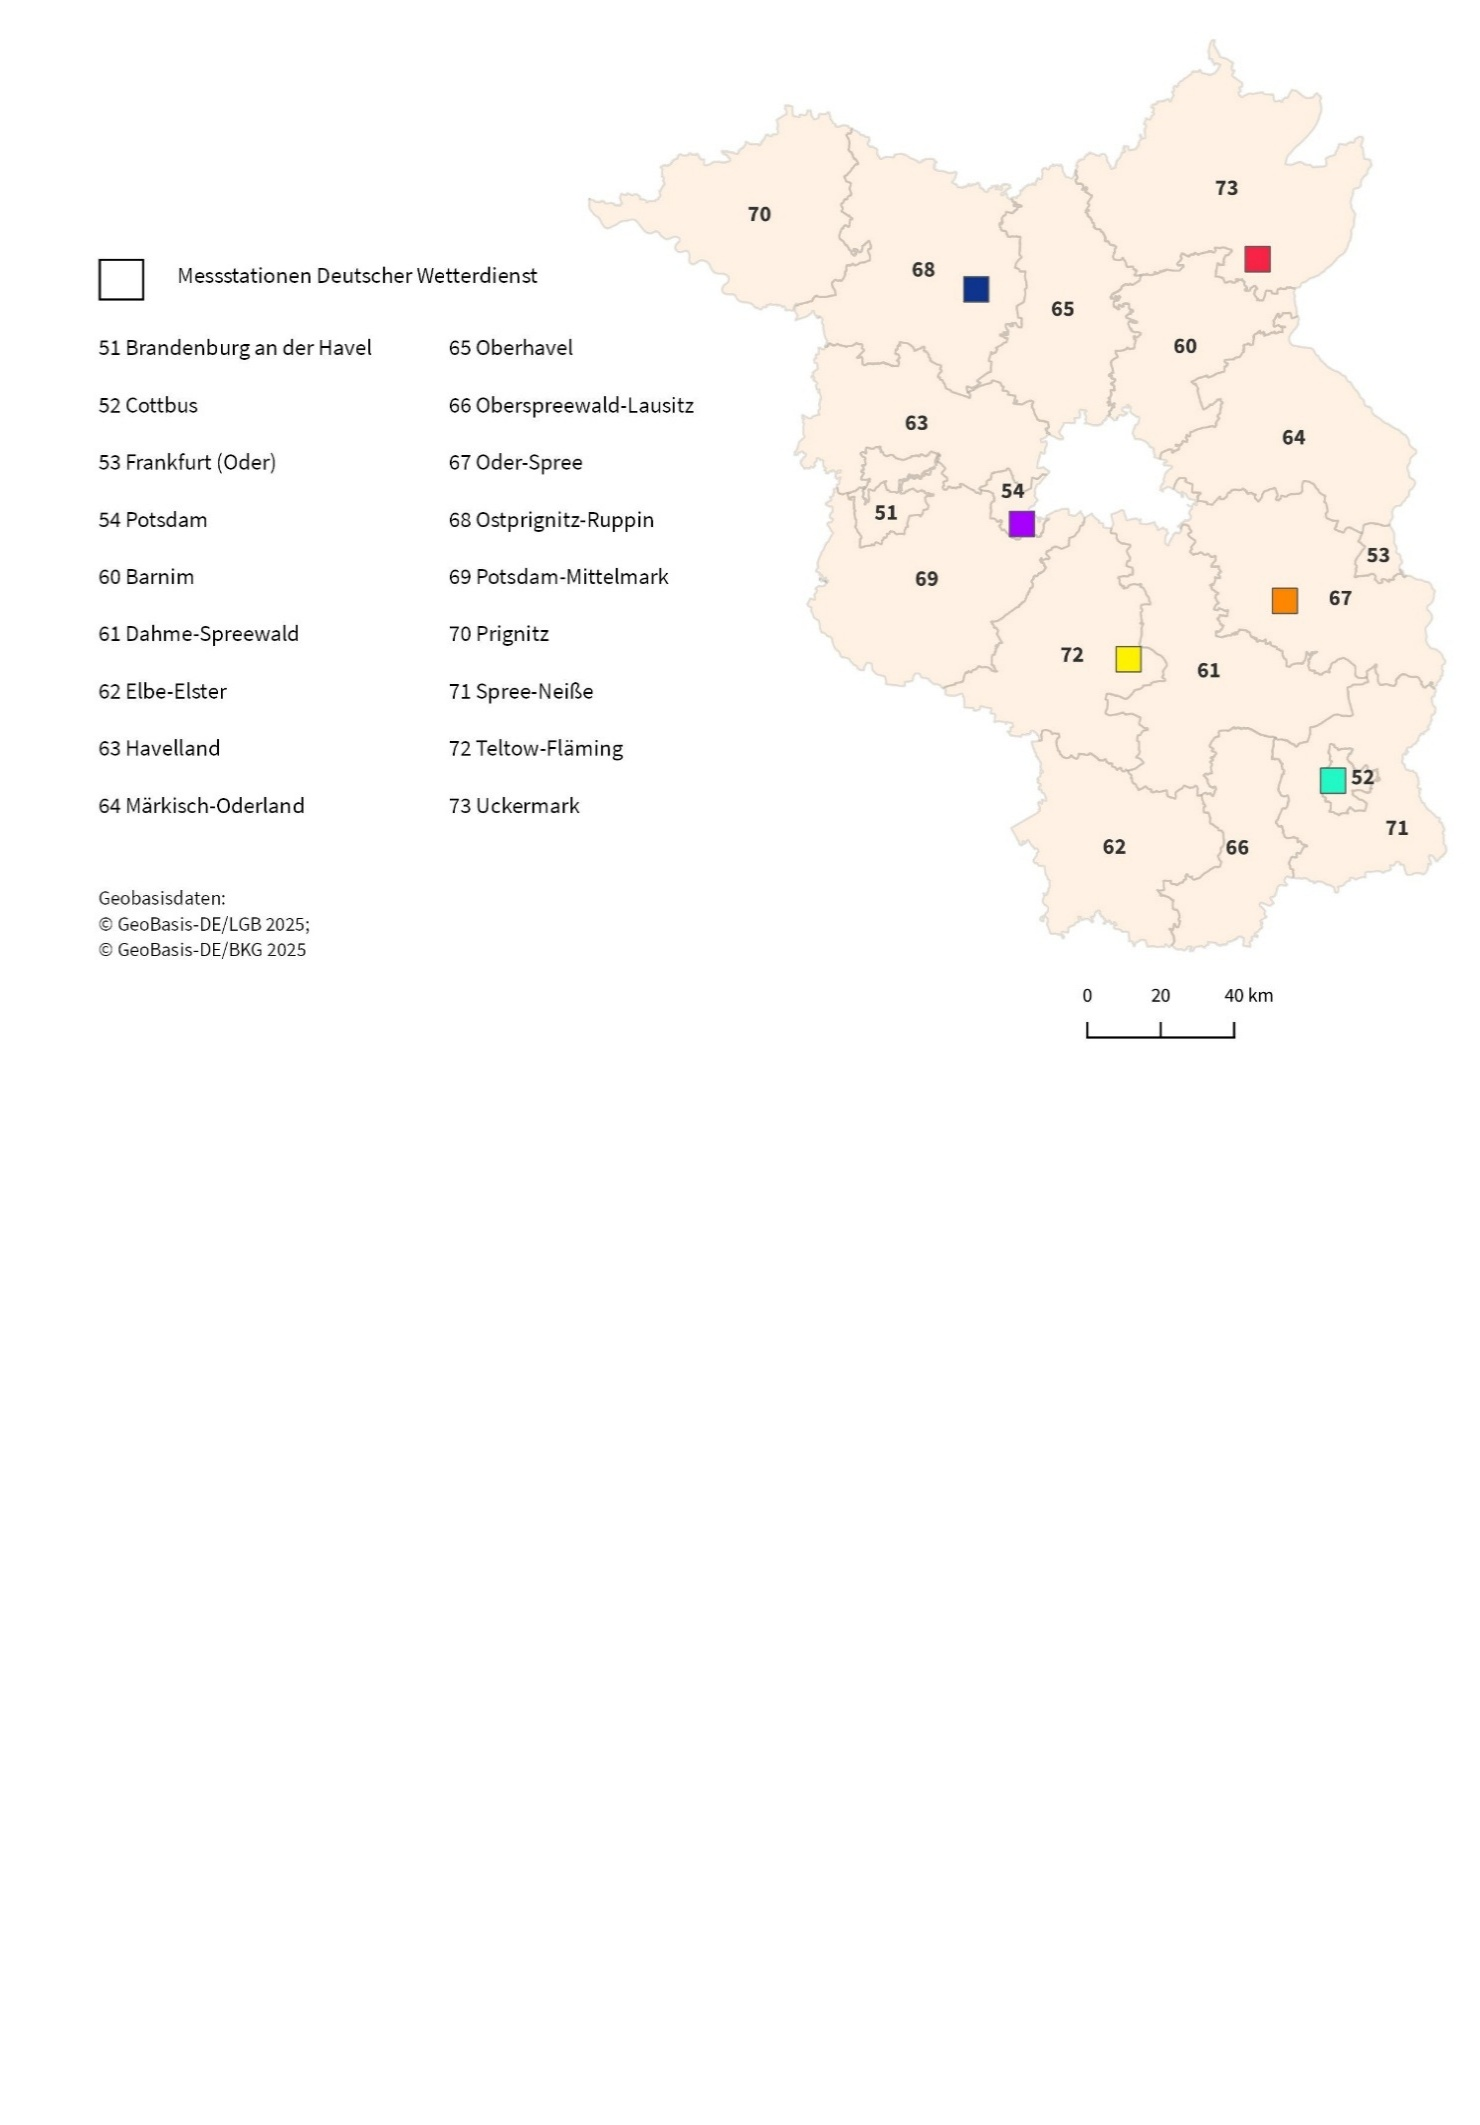 Messstationen Deutscher Wetterdienst
51 Brandenburg an der Havel
52 Cottbus
53 Frankfurt (Oder)
54 Potsdam
60 Barnim
61 Dahme-Spreewald
62 Elbe-Elster
63 Havelland
64 Märkisch-Oderland
65 Oberhavel
66 Oberspreewald-Lausitz
67 Oder-Spree
68 Ostprignitz-Ruppin
69 Potsdam-Mittelmark
70 Prignitz
71 Spree-Neiße
72 Teltow-Fläming
73 Uckermark
Geobasisdaten:
© GeoBasis-DE/LGB 2025;
© GeoBasis-DE/BKG 2025
73
70
68
65
60
63
64
54
51
53
69
67
72
61
52
71
62
66
0 20 40 km